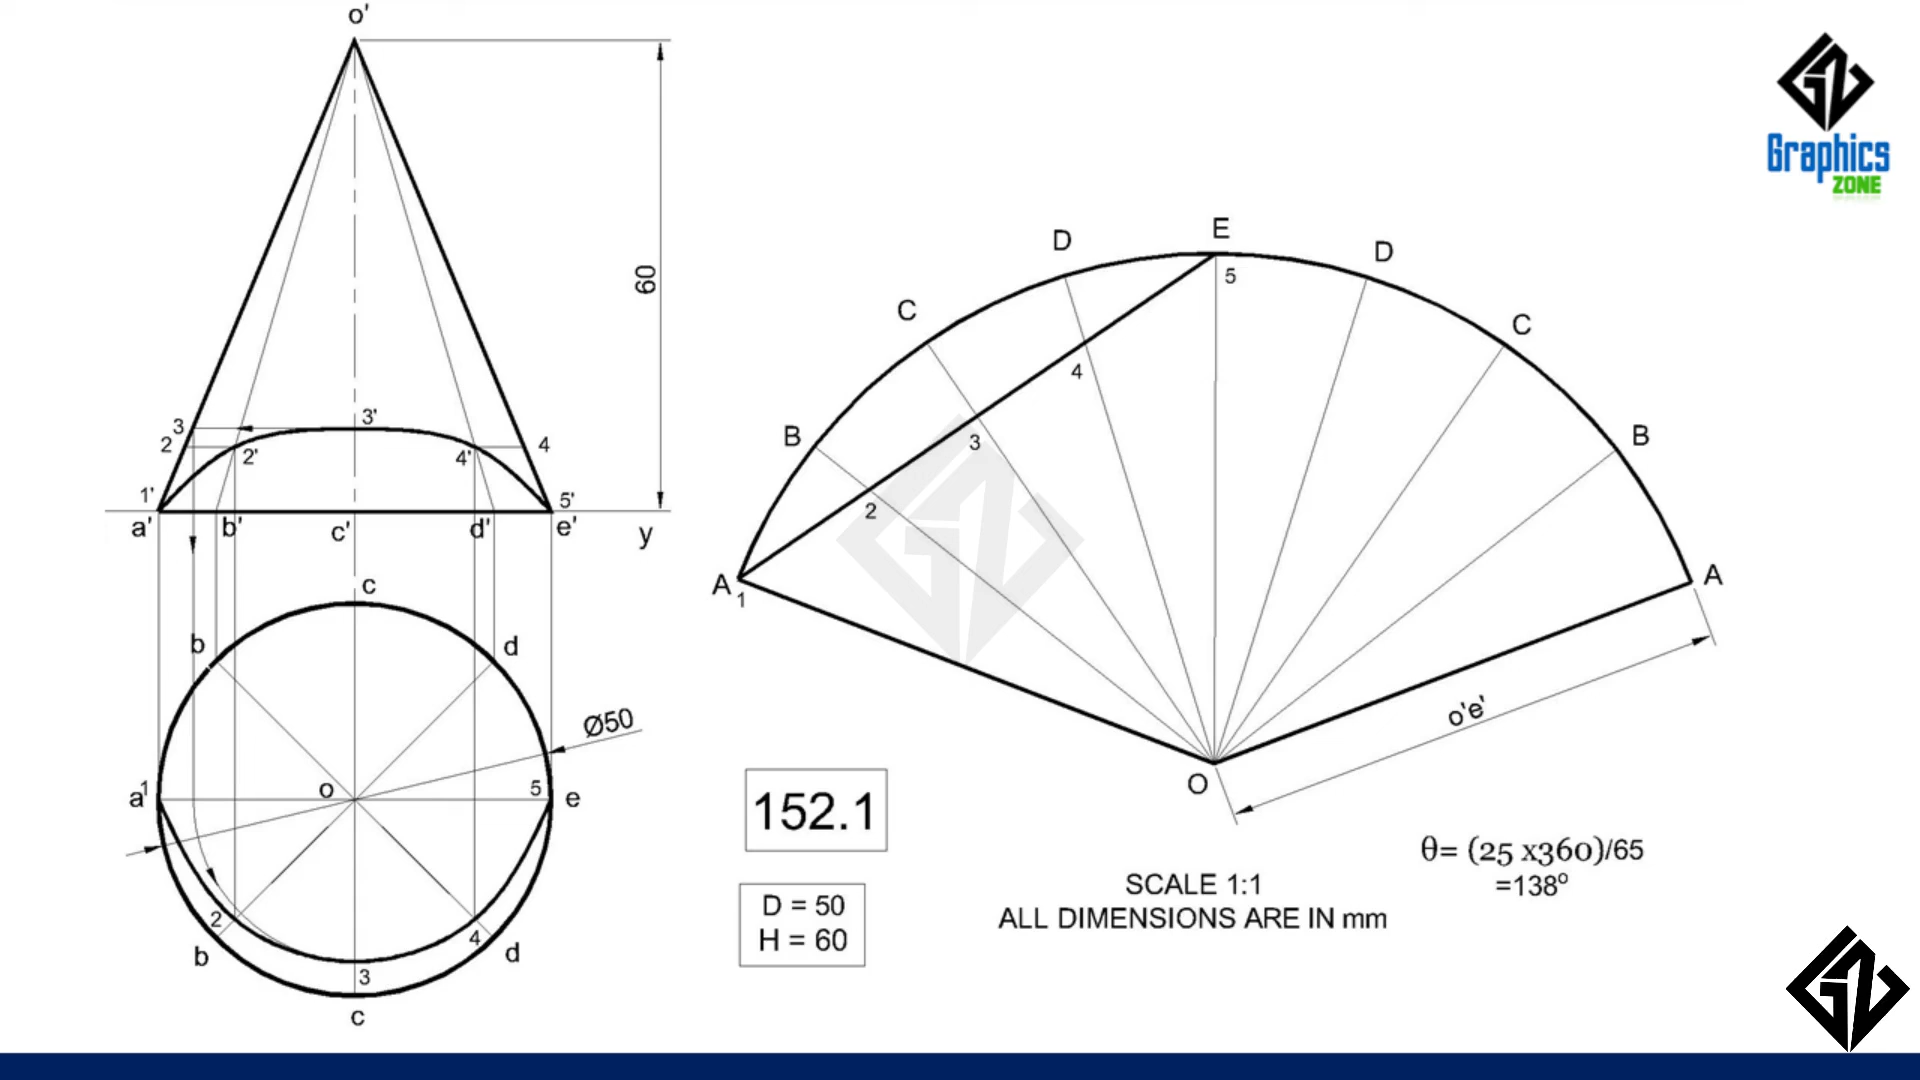 o'
60
3
3'
2
2'
4'
4
1'
5'
a'
b'
c'
d'
e'
y
c
b
d
Ø50
a
1
o
5
e
2
4
b
d
3
c
E
D
D
5
C
C
4
B
B
3
2
A
1
A
o'e'
O
152.1
D = 50
H = 60
SCALE 1:1
ALL DIMENSIONS ARE IN mm
θ= (25 x360)/65
=138º
Graphics
ZONE